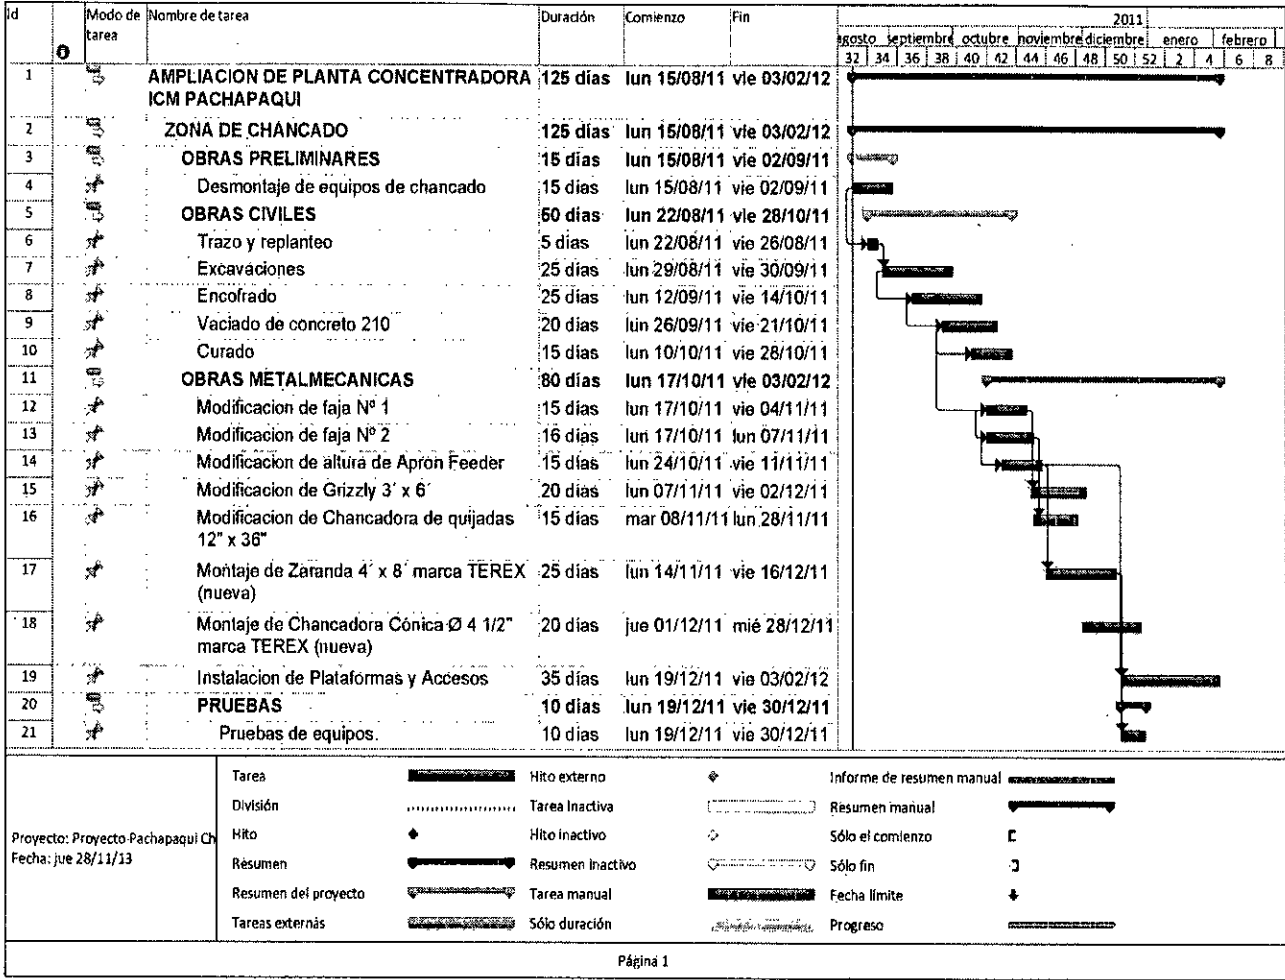 Id Modo de tarea Nombre de tarea Duración Comienzo Fin
2011
agosto septiembre octubre noviembre diciembre enero febrero
32 34 36 38 40 42 44 46 48 50 52 2 4 6 8
1 AMPLIACION DE PLANTA CONCENTRADORA 125 días lun 15/08/11 vie 03/02/12
ICM PACHAPAQUI
2 ZONA DE CHANCADO 125 días lun 15/08/11 vie 03/02/12
3 OBRAS PRELIMINARES 15 días lun 15/08/11 vie 02/09/11
4 Desmontaje de equipos de chancado 15 días lun 15/08/11 vie 02/09/11
5 OBRAS CIVILES 50 días lun 22/08/11 vie 28/10/11
6 Trazo y replanteo 5 días lun 22/08/11 vie 26/08/11
7 Excavaciones 25 días lun 29/08/11 vie 30/09/11
8 Encofrado 25 días lun 12/09/11 vie 14/10/11
9 Vaciado de concreto 210 20 días lun 26/09/11 vie 21/10/11
10 Curado 15 días lun 10/10/11 vie 28/10/11
11 OBRAS METALMECANICAS 80 días lun 17/10/11 vie 03/02/12
12 Modificacion de faja Nº 1 15 días lun 17/10/11 vie 04/11/11
13 Modificacion de faja Nº 2 16 días lun 17/10/11 lun 07/11/11
14 Modificacion de altura de Apron Feeder 15 días lun 24/10/11 vie 11/11/11
15 Modificacion de Grizzly 3´ x 6´ 20 días lun 07/11/11 vie 02/12/11
16 Modificacion de Chancadora de quijadas 15 días mar 08/11/11 lun 28/11/11
12" x 36"
17 Montaje de Zaranda 4´ x 8´ marca TEREX 25 días lun 14/11/11 vie 16/12/11
(nueva)
18 Montaje de Chancadora Cónica Ø 4 1/2" 20 días jue 01/12/11 mié 28/12/11
marca TEREX (nueva)
19 Instalacion de Plataformas y Accesos 35 días lun 19/12/11 vie 03/02/12
20 PRUEBAS 10 días lun 19/12/11 vie 30/12/11
21 Pruebas de equipos. 10 días lun 19/12/11 vie 30/12/11
Proyecto: Proyecto-Pachapaqui Ch
Fecha: jue 28/11/13
Tarea Hito externo Informe de resumen manual
División Tarea Inactiva Resumen manual
Hito Hito inactivo Sólo el comienzo
Resumen Resumen inactivo Sólo fin
Resumen del proyecto Tarea manual Fecha límite
Tareas externas Sólo duración Progreso
Página 1